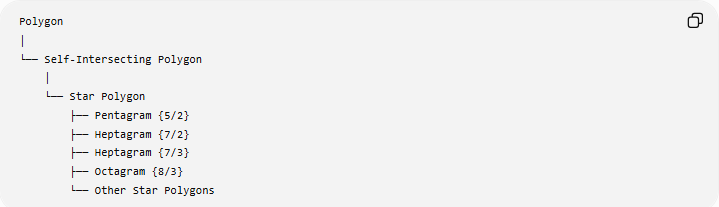 Polygon
│
└── Self-Intersecting Polygon
    │
    └── Star Polygon
        ├── Pentagram {5/2}
        ├── Heptagram {7/2}
        ├── Heptagram {7/3}
        ├── Octagram {8/3}
        └── Other Star Polygons